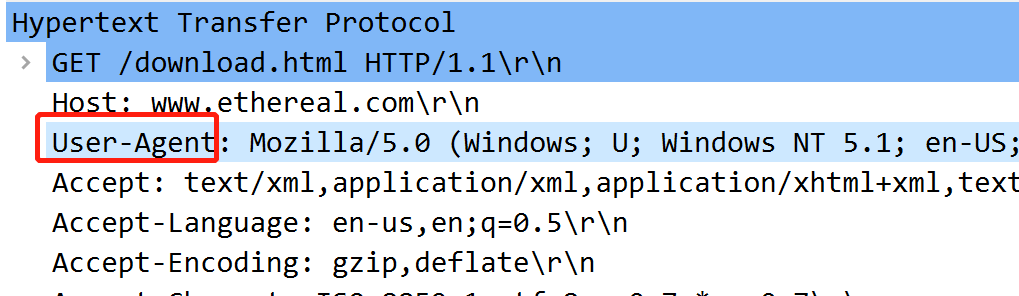 Hypertext Transfer Protocol
GET /download.html HTTP/1.1\r\n
Host: www.ethereal.com\r\n
User-Agent: Mozilla/5.0 (Windows; U; Windows NT 5.1; en-US;
Accept: text/xml,application/xml,application/xhtml+xml,text
Accept-Language: en-us,en;q=0.5\r\n
Accept-Encoding: gzip,deflate\r\n